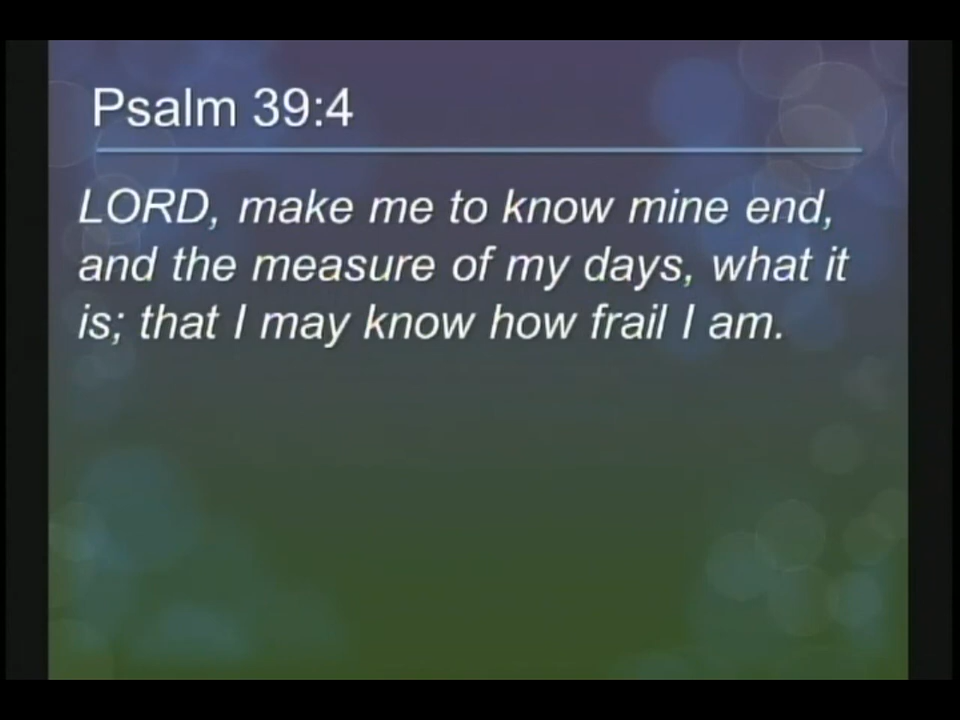 Psalm 39:4
LORD, make me to know mine end,
and the measure of my days, what it
is; that I may know how frail I am.